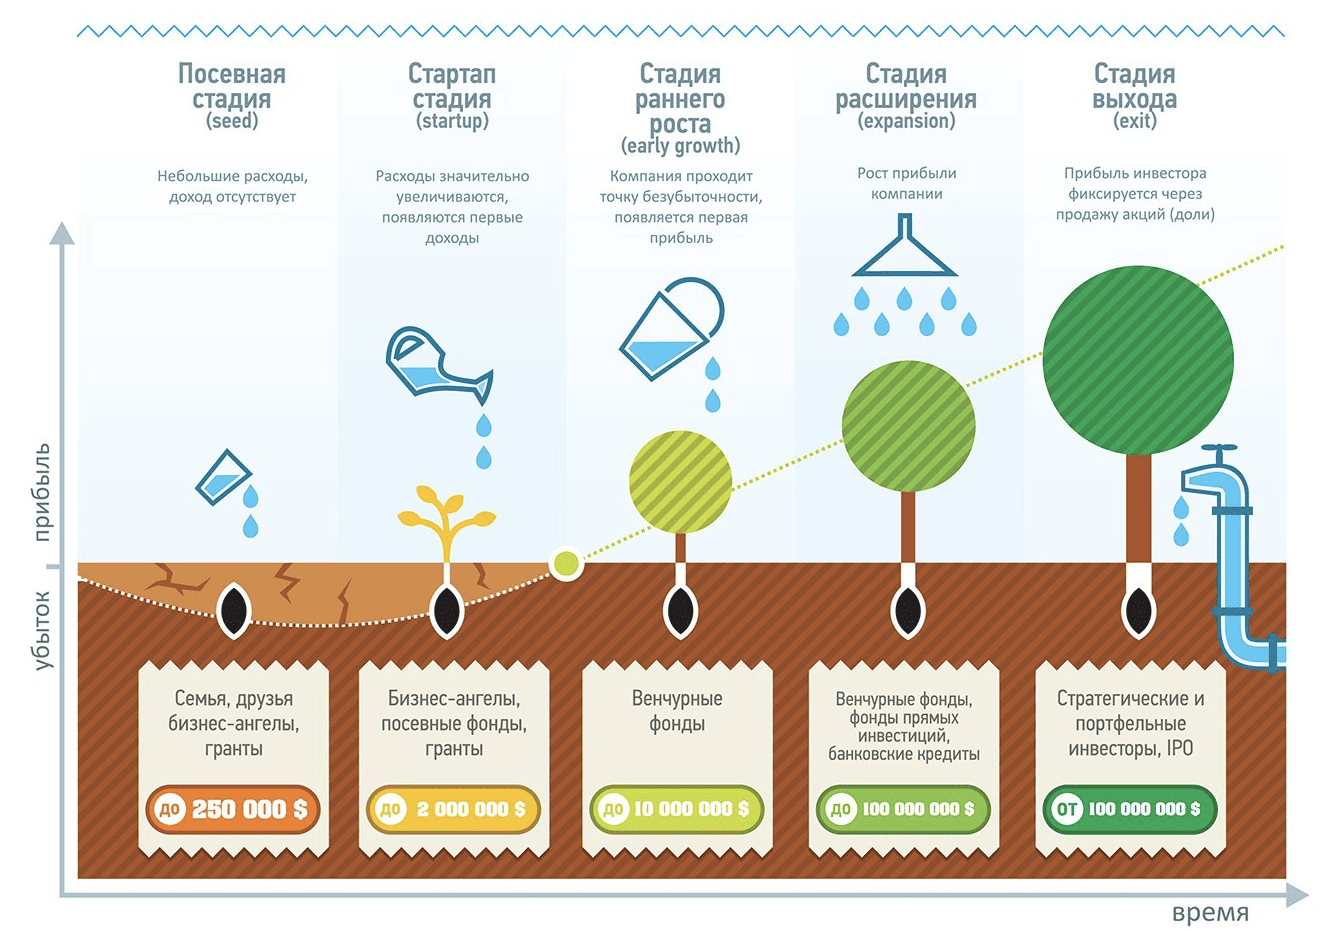 Посевная
стадия
(seed)
Небольшие расходы,
доход отсутствует
Стартап
стадия
(startup)
Расходы значительно
увеличиваются,
появляются первые
доходы
Стадия
раннего
роста
(early growth)
Компания проходит
точку безубыточности,
появляется первая
прибыль
Стадия
расширения
(expansion)
Рост прибыли
компании
Стадия
выхода
(exit)
Прибыль инвестора
фиксируется через
продажу акций (доли)
прибыль
убыток
Семья, друзья
бизнес-ангелы,
гранты
до 250 000 $
Бизнес-ангелы,
посевные фонды,
гранты
до 2 000 000 $
Венчурные
фонды
до 10 000 000 $
Венчурные фонды,
фонды прямых
инвестиций,
банковские кредиты
до 100 000 000 $
Стратегические и
портфельные
инвесторы, IPO
от 100 000 000 $
время